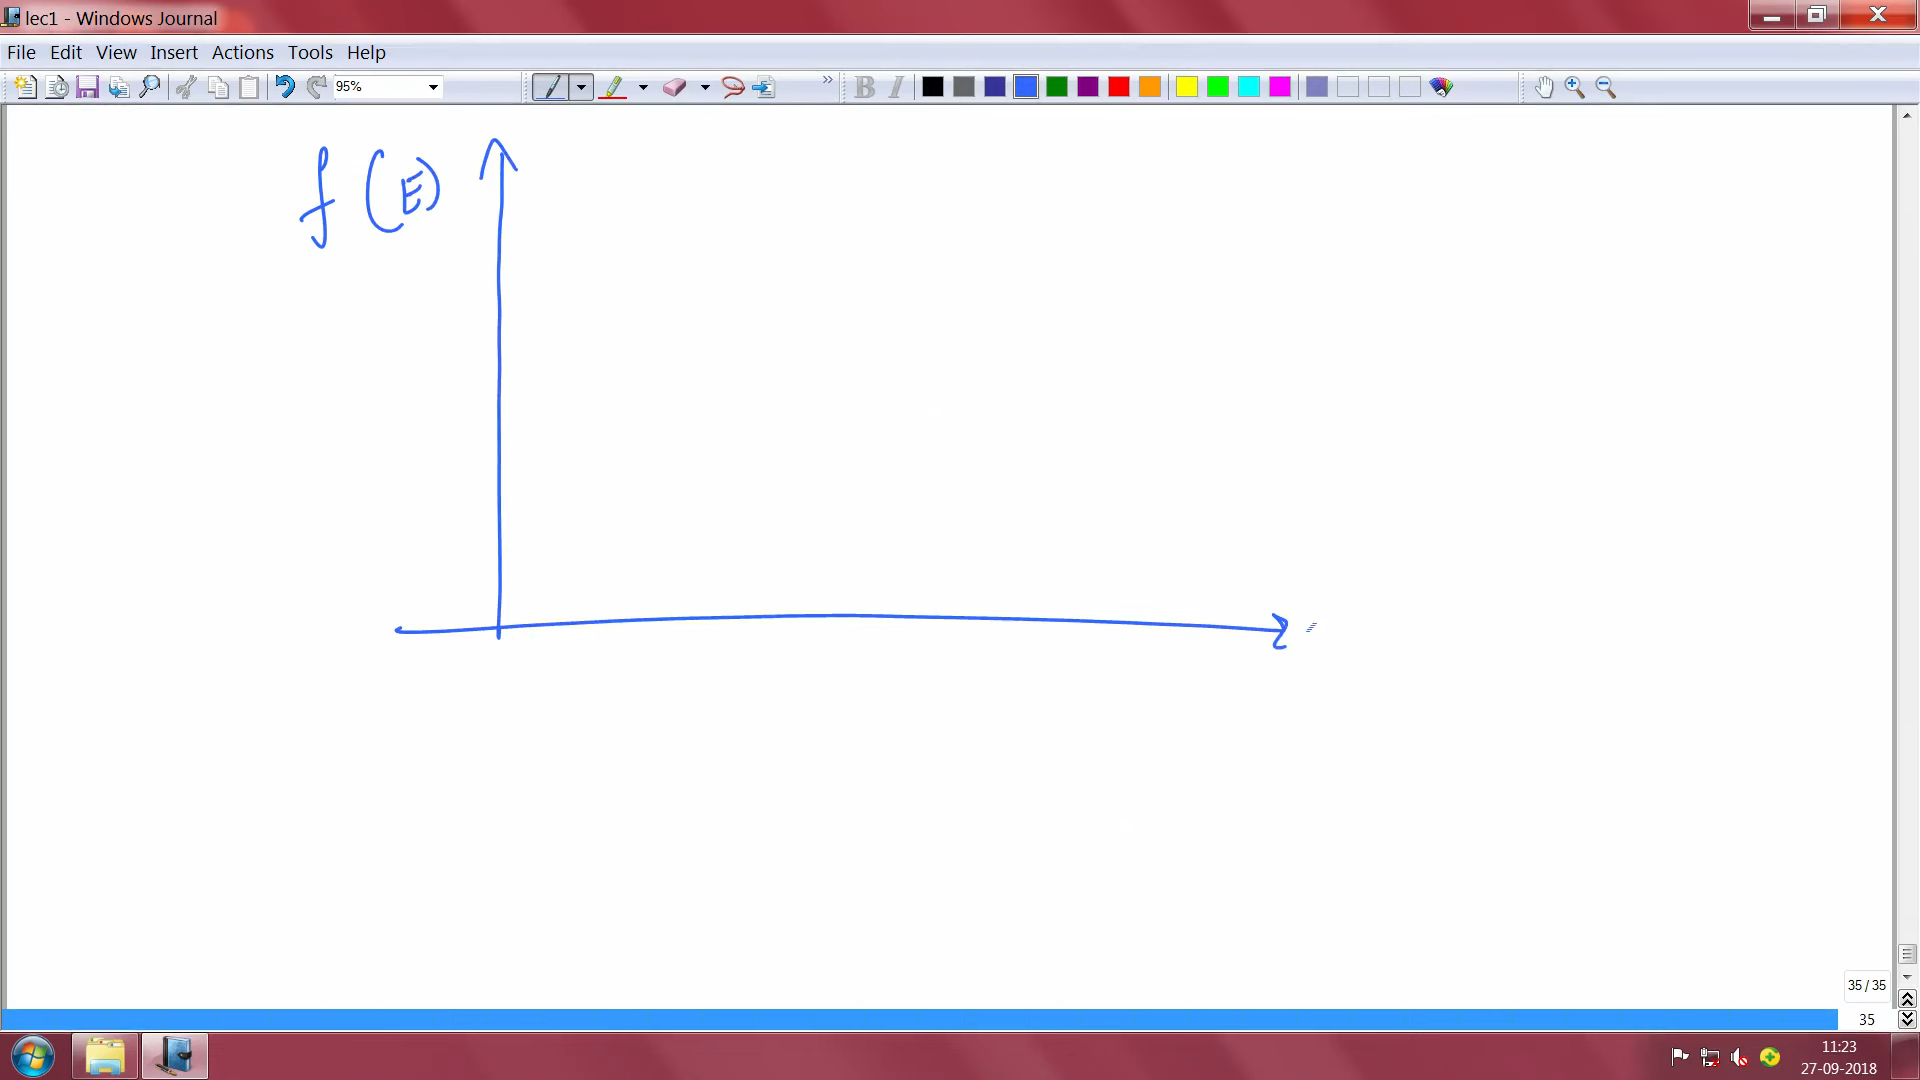 lec1 - Windows Journal
File Edit View Insert Actions Tools Help
95%
B I
f (E)
35 / 35
35
11:23
27-09-2018